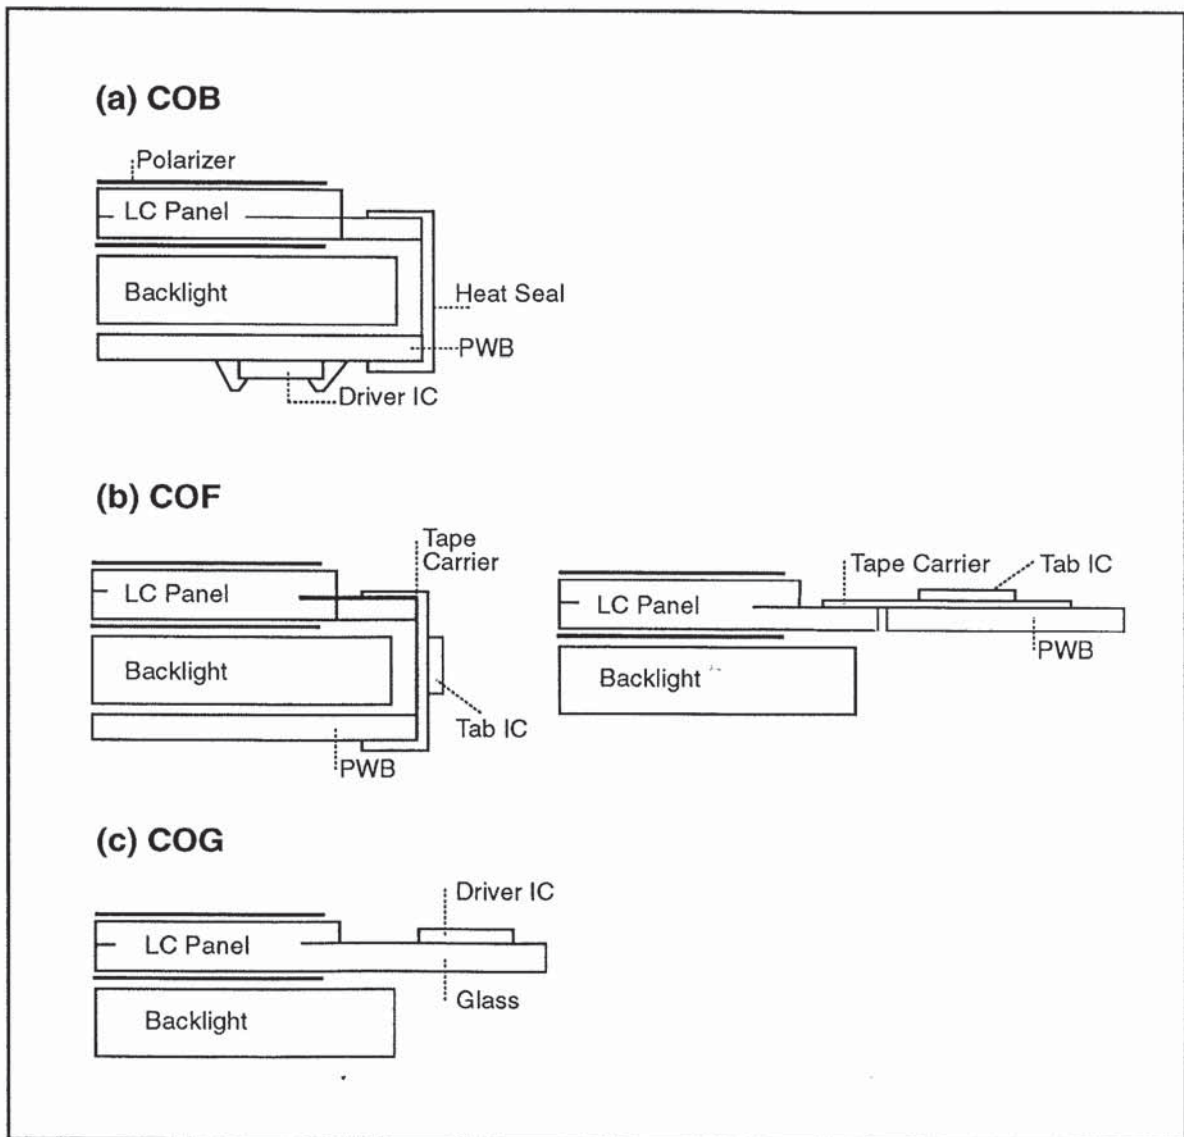 (a) COB
Polarizer
LC Panel
Backlight
Heat Seal
PWB
Driver IC
(b) COF
Tape
Carrier
LC Panel
Backlight
Tab IC
PWB
Tape Carrier
Tab IC
LC Panel
PWB
Backlight
(c) COG
Driver IC
LC Panel
Glass
Backlight